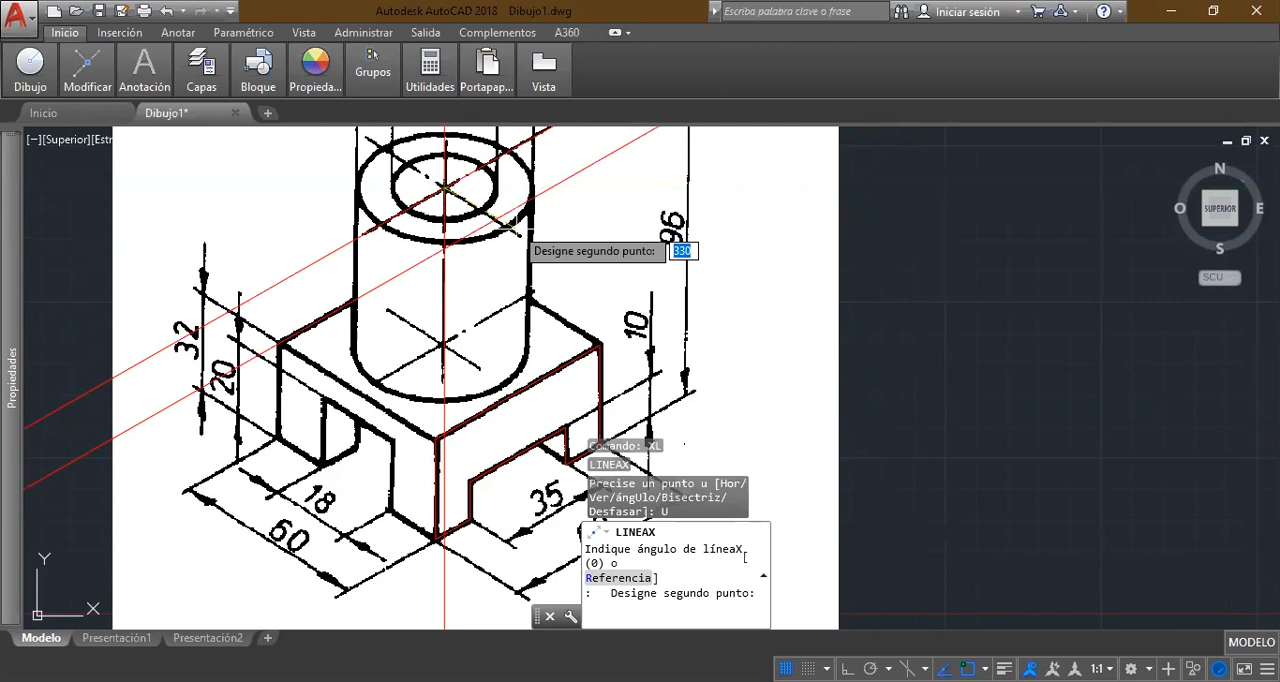 Autodesk AutoCAD 2018 Dibujo1.dwg
Escriba palabra clave o frase
Iniciar sesión
Inicio Inserción Anotar Paramétrico Vista Administrar Salida Complementos A360
Dibujo Modificar Anotación Capas Bloque Propieda... Grupos Utilidades Portapap... Vista
Inicio Dibujo1*
[−][Superior][Estr
N
O SUPERIOR E
S
SCU
Propiedades
96
Designe segundo punto: 330
32
20
10
18
60
35
Comando: XL
LINEAX
Precise un punto u [Hor/
Ver/ángUlo/Bisectriz/
Desfasar]: U
LINEAX
Indique ángulo de líneaX
(0) o [
Referencia]
: Designe segundo punto:
Y
X
Modelo Presentación1 Presentación2
MODELO
1:1